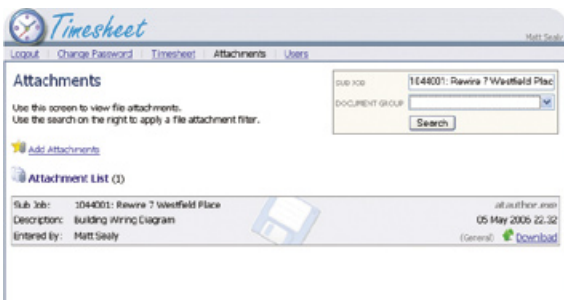 Timesheet
Matt Sealy
Logout Change Password Timesheet Attachments Users
Attachments
Use this screen to view file attachments.
Use the search on the right to apply a file attachment filter.
SUB JOB 1044001: Rewire 7 Westfield Plac
DOCUMENT GROUP
Search
Add Attachments
Attachment List (1)
Sub Job: 1044001: Rewire 7 Westfield Place
atauthor.exe
Description: Building Wiring Diagram
05 May 2006 22:32
Entered By: Matt Sealy
(General) Download